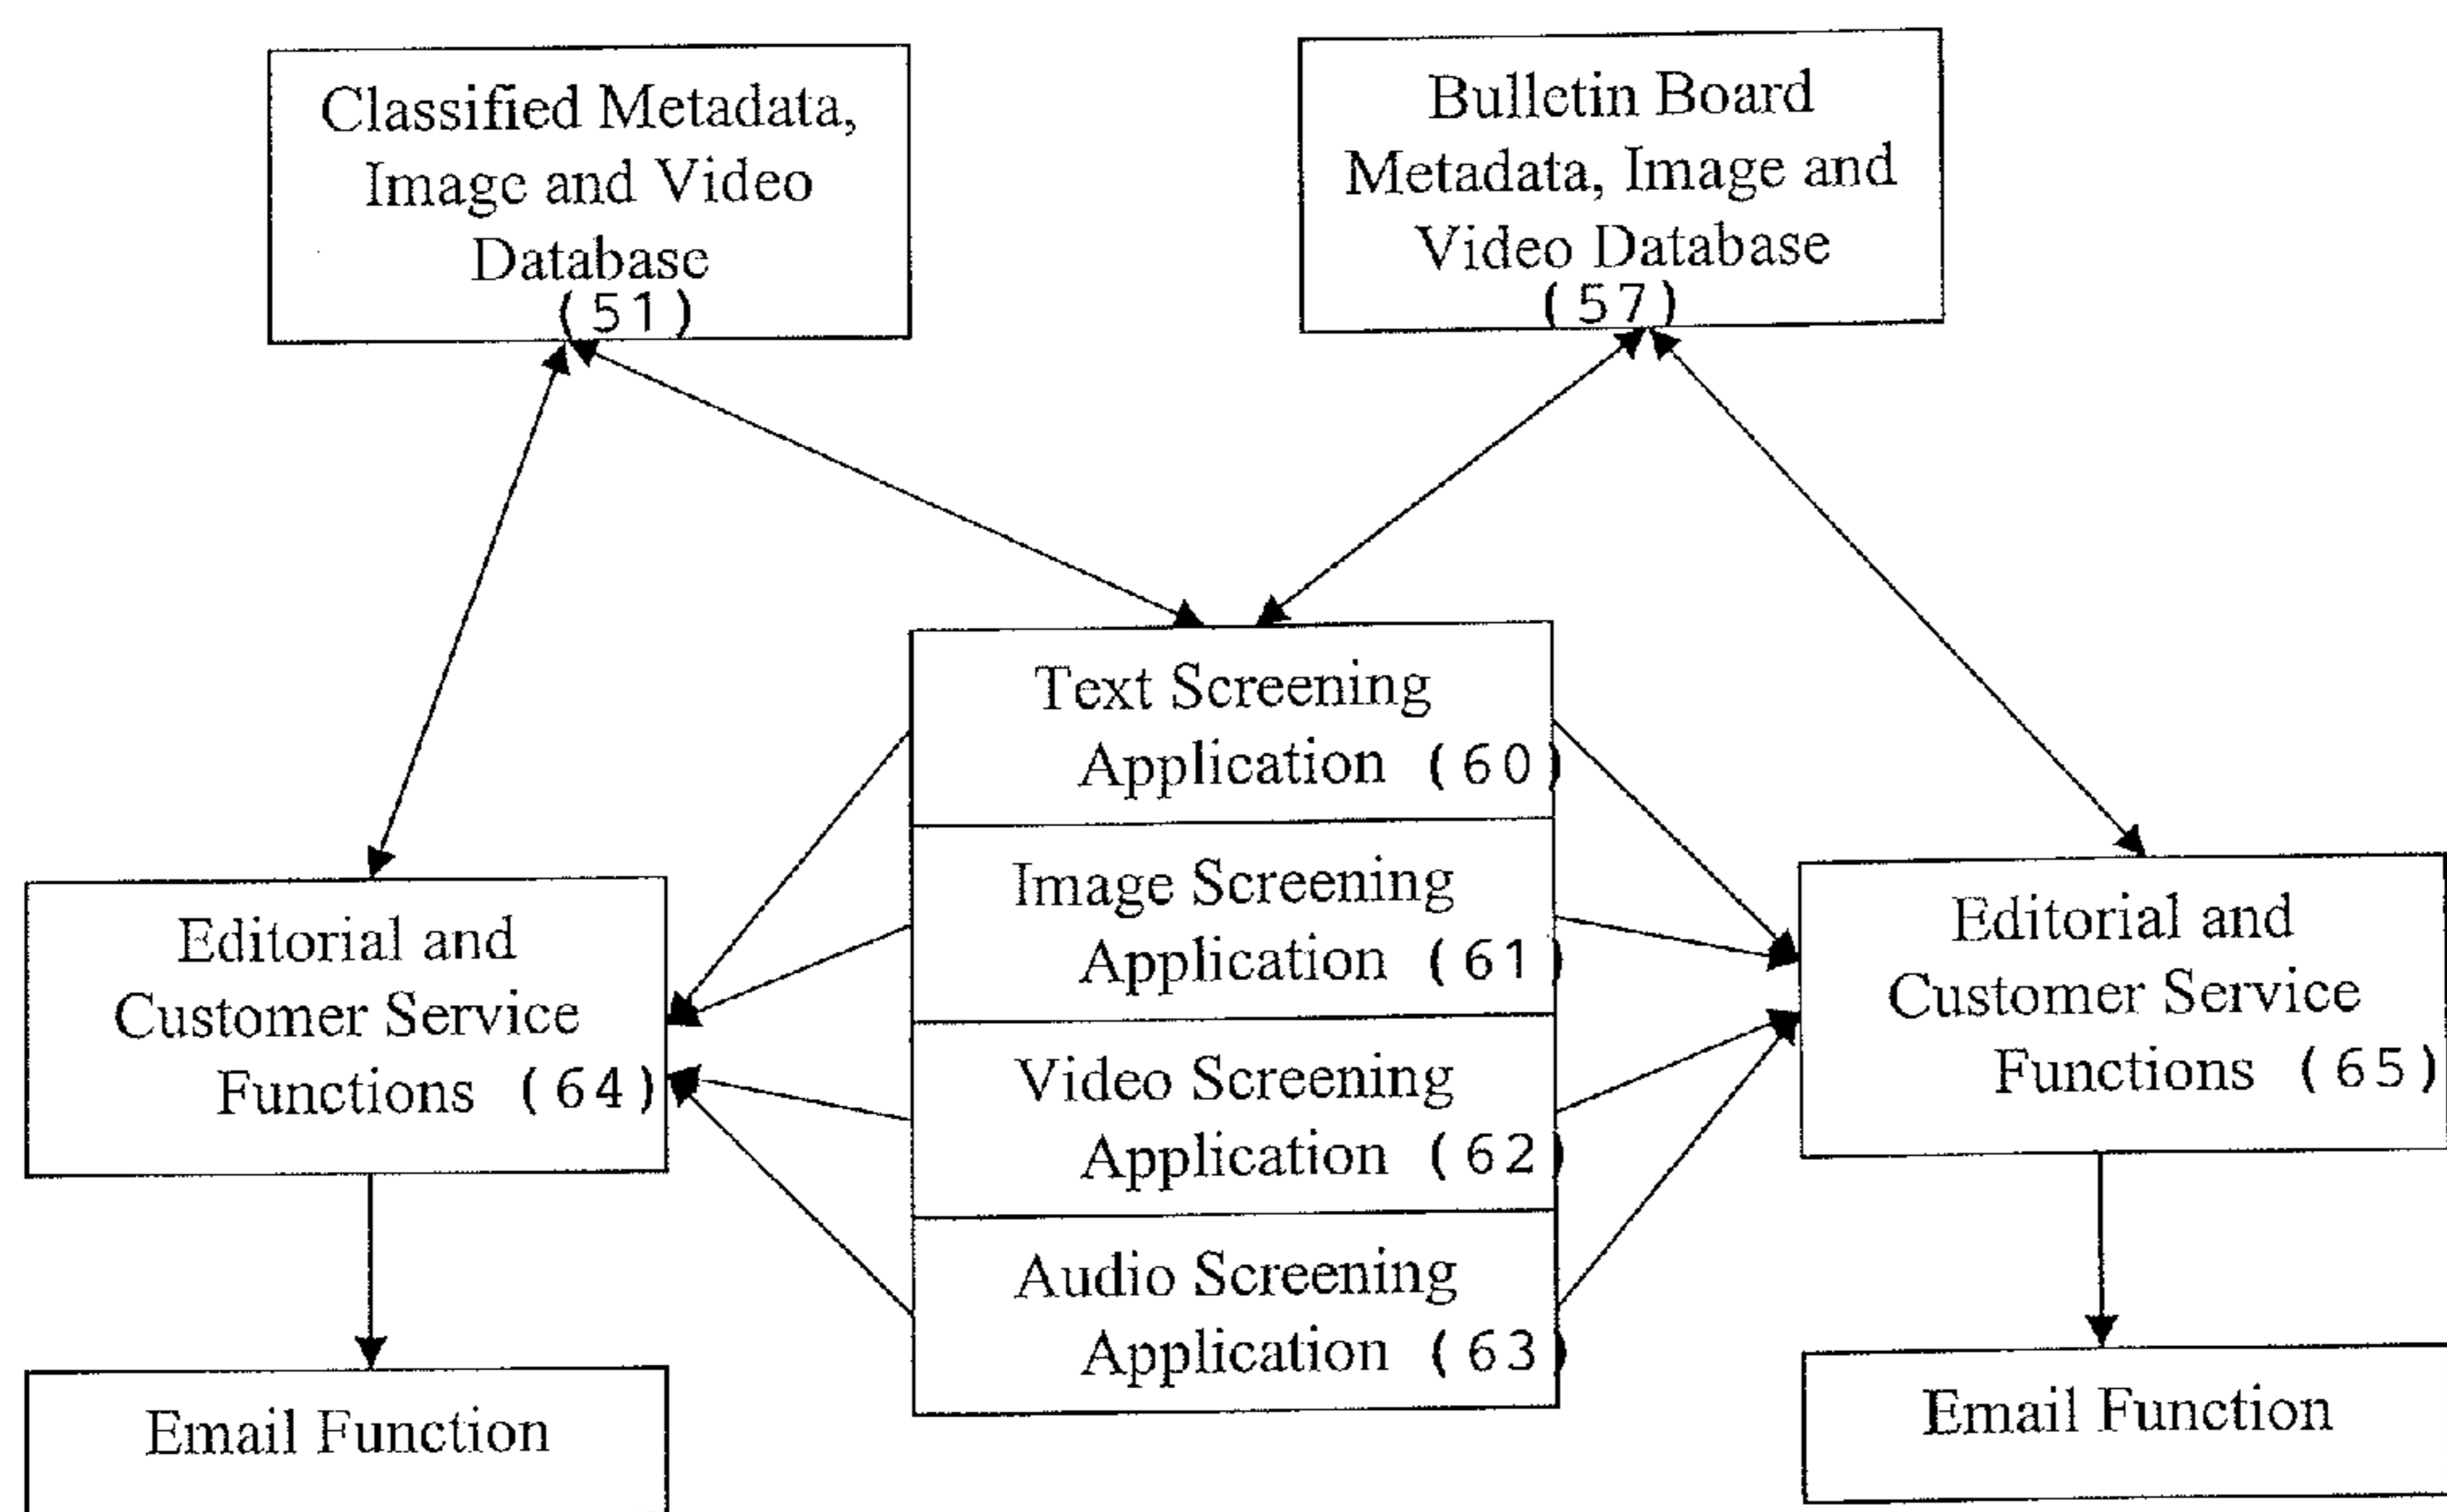 Classified Metadata,
Image and Video
Database
(51)
Bulletin Board
Metadata, Image and
Video Database
(57)
Text Screening
Application (60)
Image Screening
Application (61)
Video Screening
Application (62)
Audio Screening
Application (63)
Editorial and
Customer Service
Functions (64)
Editorial and
Customer Service
Functions (65)
Email Function
Email Function